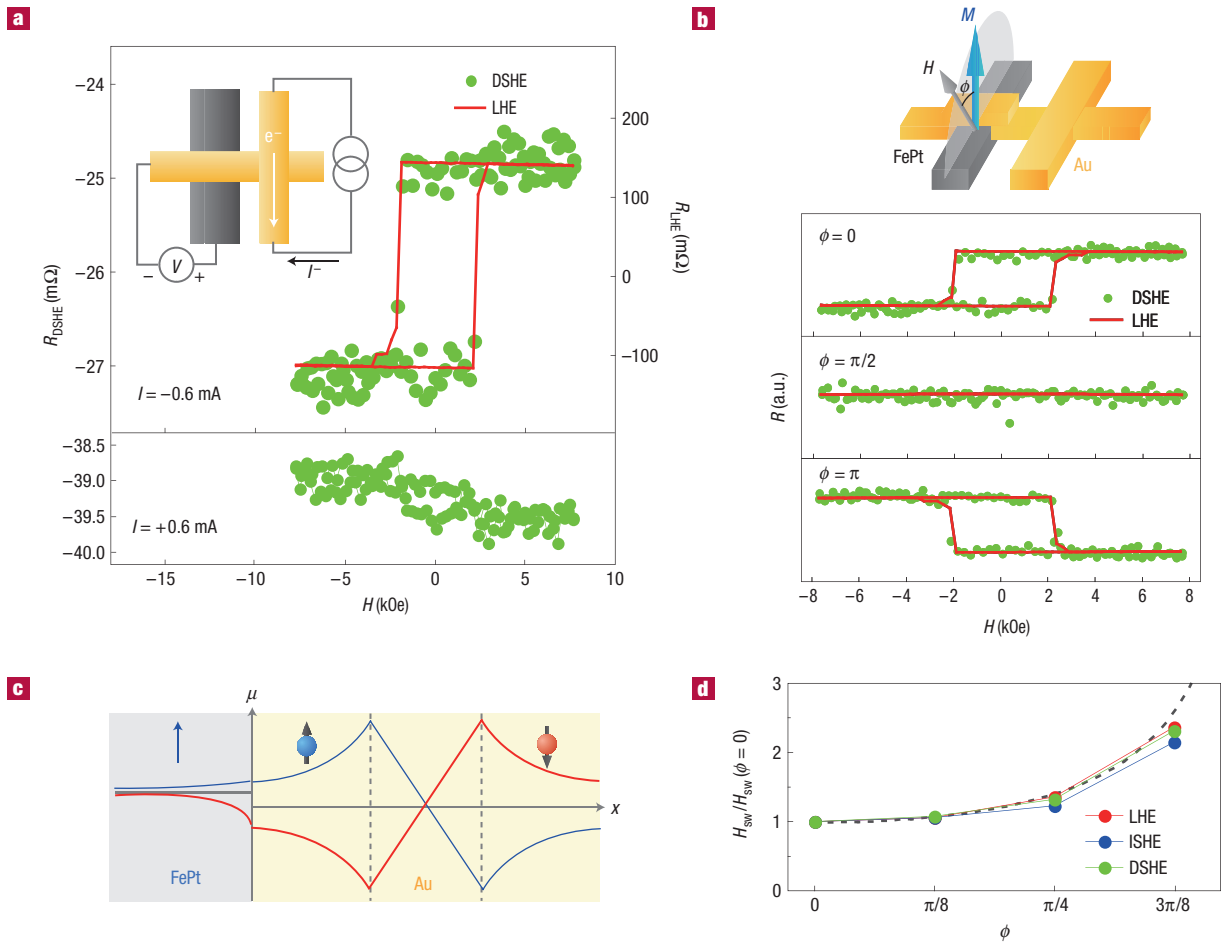 a
−24
−25
−26
−27
−38.5
−39.0
−39.5
−40.0
R_DSHE (mΩ)
DSHE
LHE
e−
V
−
+
I−
200
100
0
−100
R_LHE (mΩ)
I = −0.6 mA
I = +0.6 mA
−15
−10
−5
0
5
10
H (kOe)
b
M
H
ϕ
FePt
Au
ϕ = 0
DSHE
LHE
ϕ = π/2
R (a.u.)
ϕ = π
−8
−6
−4
−2
0
2
4
6
8
H (kOe)
c
μ
x
FePt
Au
d
3
2
1
0
H_sw/H_sw (ϕ = 0)
LHE
ISHE
DSHE
0
π/8
π/4
3π/8
ϕ